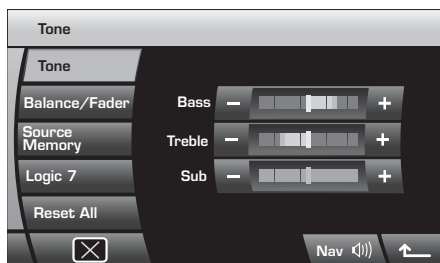 Tone
Tone
Balance/Fader
Source
Memory
Logic 7
Reset All
Bass - +
Treble - +
Sub - +
Nav